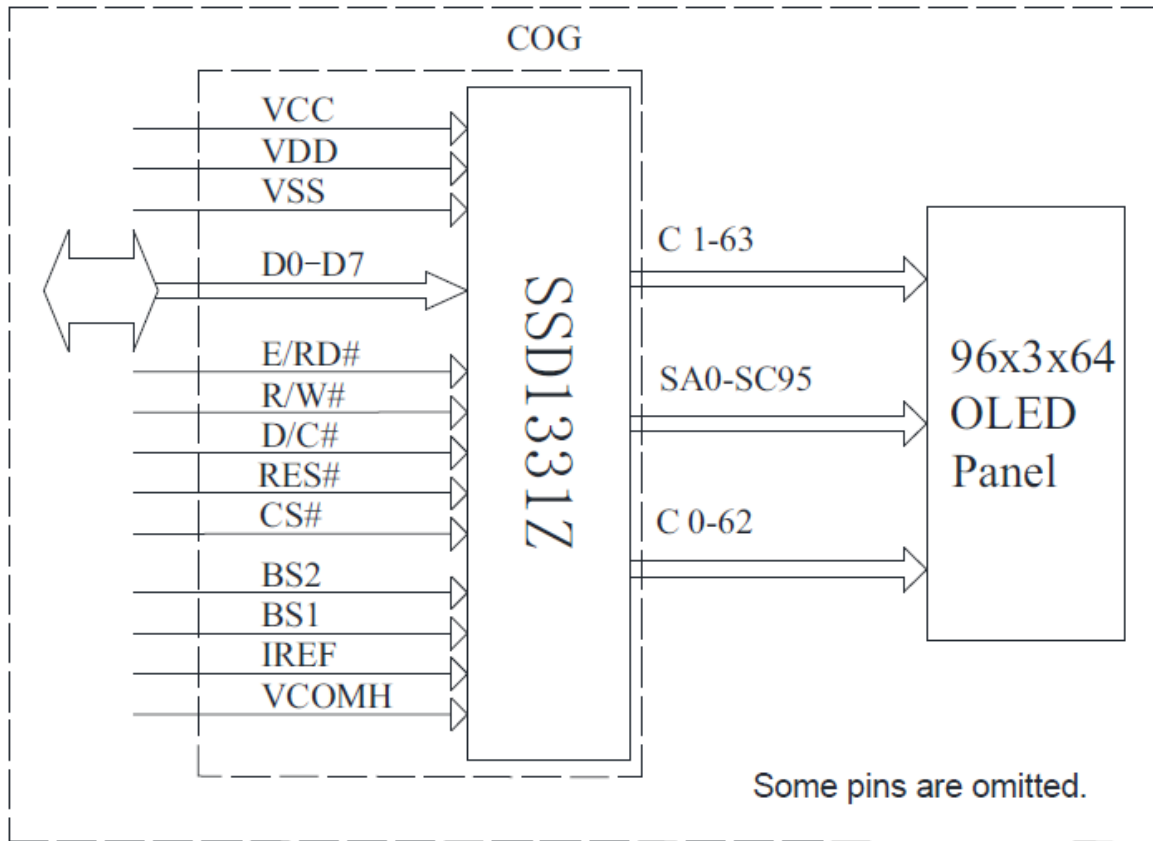 COG
VCC
VDD
VSS
D0-D7
E/RD#
R/W#
D/C#
RES#
CS#
BS2
BS1
IREF
VCOMH
SSD1331Z
C 1-63
SA0-SC95
C 0-62
96x3x64
OLED
Panel
Some pins are omitted.